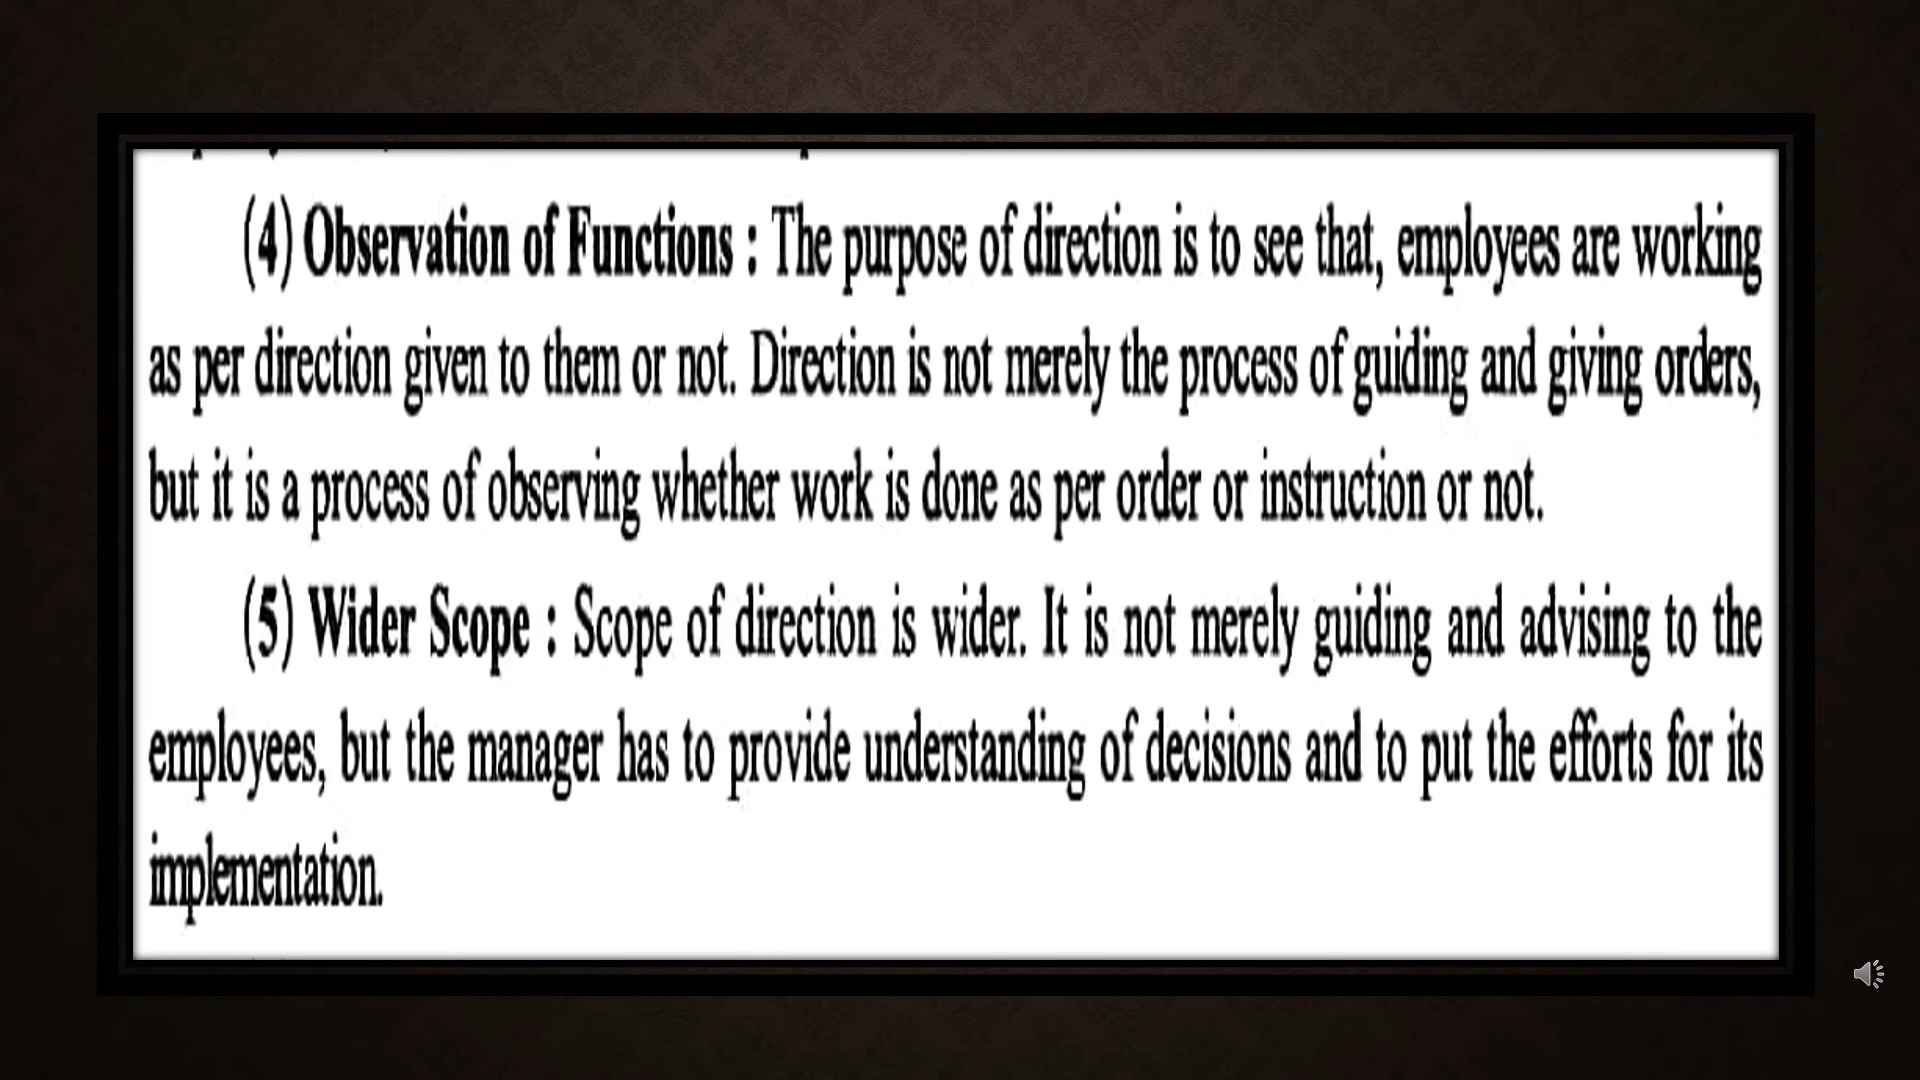 (4) Observation of Functions : The purpose of direction is to see that, employees are working
as per direction given to them or not. Direction is not merely the process of guiding and giving orders,
but it is a process of observing whether work is done as per order or instruction or not.
(5) Wider Scope : Scope of direction is wider. It is not merely guiding and advising to the
employees, but the manager has to provide understanding of decisions and to put the efforts for its
implementation.